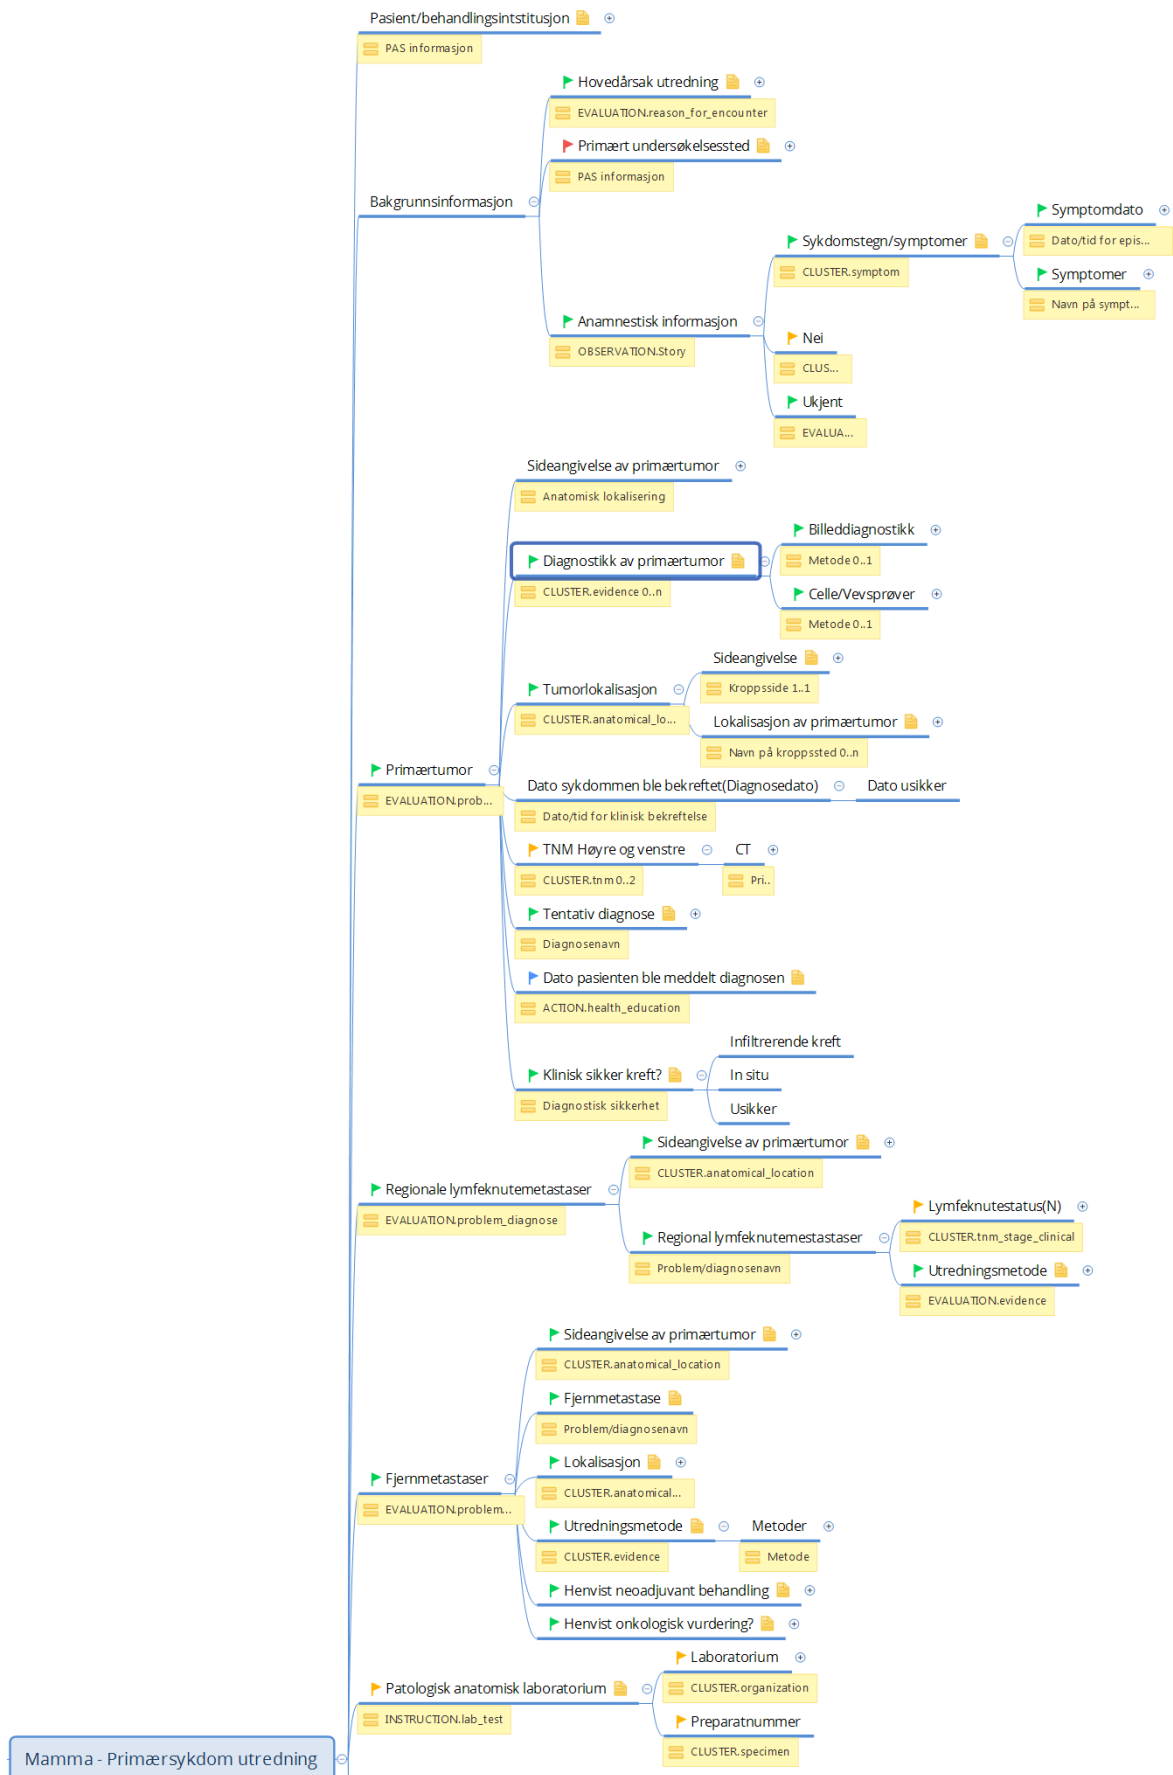 Pasient/behandlingsintstitusjon
PAS informasjon
Hovedårsak utredning
EVALUATION.reason_for_encounter
Primært undersøkelsessted
PAS informasjon
Bakgrunnsinformasjon
Symptomdato
Dato/tid for epis...
Sykdomstegn/symptomer
CLUSTER.symptom
Symptomer
Navn på sympt...
Anamnestisk informasjon
OBSERVATION.Story
Nei
CLUS...
Ukjent
EVALUA...
Sideangivelse av primærtumor
Anatomisk lokalisering
Billeddiagnostikk
Metode 0..1
Diagnostikk av primærtumor
CLUSTER.evidence 0..n
Celle/Vevsprøver
Metode 0..1
Sideangivelse
Kroppsside 1..1
Tumorlokalisasjon
CLUSTER.anatomical_lo...
Lokalisasjon av primærtumor
Navn på kroppssted 0..n
Primærtumor
EVALUATION.prob...
Dato sykdommen ble bekreftet(Diagnosedato)
Dato usikker
Dato/tid for klinisk bekreftelse
TNM Høyre og venstre
CT
CLUSTER.tnm 0..2
Pri..
Tentativ diagnose
Diagnosenavn
Dato pasienten ble meddelt diagnosen
ACTION.health_education
Infiltrerende kreft
Klinisk sikker kreft?
In situ
Diagnostisk sikkerhet
Usikker
Sideangivelse av primærtumor
CLUSTER.anatomical_location
Regionale lymfeknutemetastaser
EVALUATION.problem_diagnose
Lymfeknutestatus(N)
CLUSTER.tnm_stage_clinical
Regional lymfeknutemestastaser
Problem/diagnosenavn
Utredningsmetode
EVALUATION.evidence
Sideangivelse av primærtumor
CLUSTER.anatomical_location
Fjernmetastase
Problem/diagnosenavn
Lokalisasjon
CLUSTER.anatomical...
Fjernmetastaser
EVALUATION.problem...
Utredningsmetode
Metoder
CLUSTER.evidence
Metode
Henvist neoadjuvant behandling
Henvist onkologisk vurdering?
Laboratorium
CLUSTER.organization
Patologisk anatomisk laboratorium
INSTRUCTION.lab_test
Preparatnummer
CLUSTER.specimen
Mamma - Primærsykdom utredning